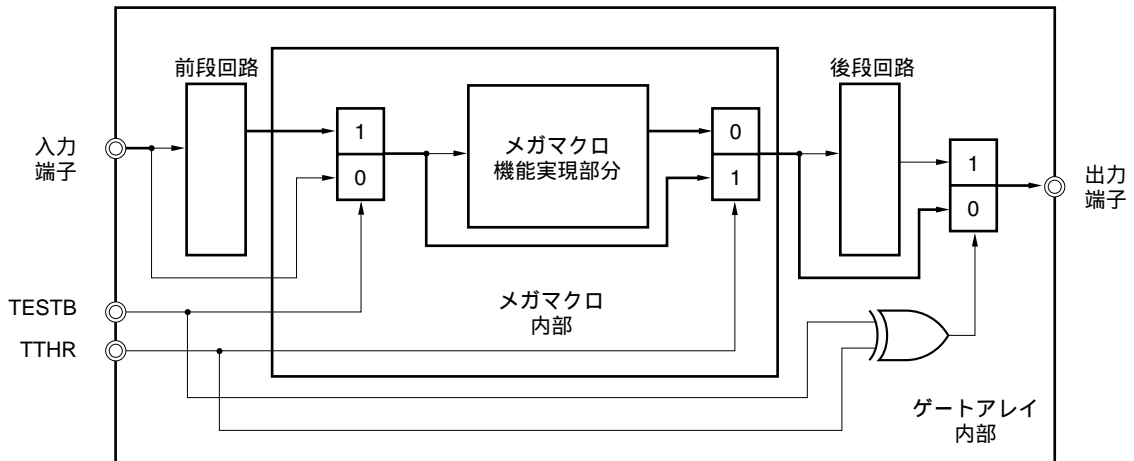 前段回路
後段回路
入力
端子
1
0
メガマクロ
機能実現部分
0
1
1
0
出力
端子
TESTB
メガマクロ
内部
TTHR
ゲートアレイ
内部